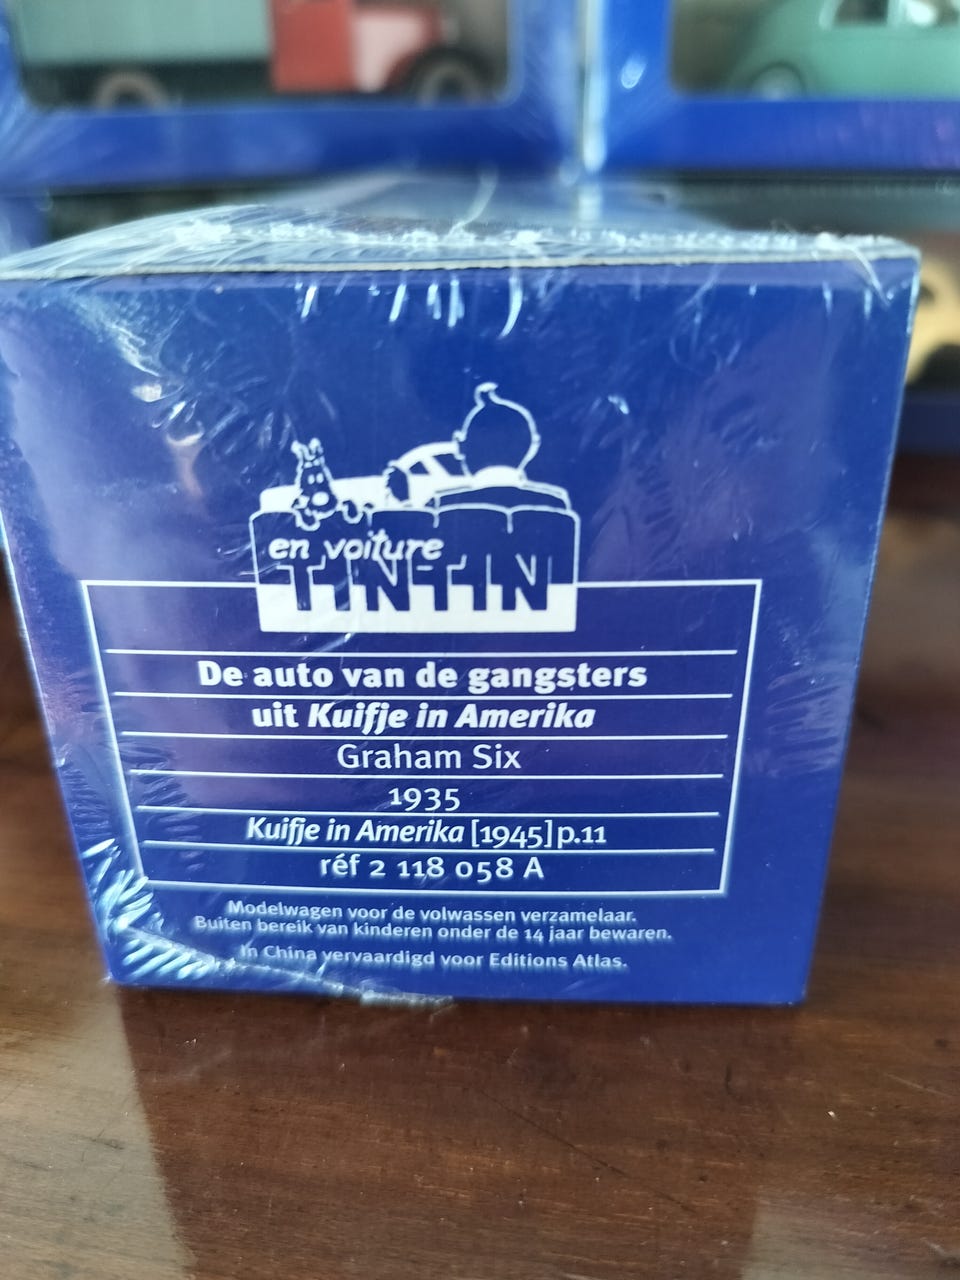 en voiture
TINTIN
De auto van de gangsters
uit Kuifje in Amerika
Graham Six
1935
Kuifje in Amerika [1945] p.11
réf 2 118 058 A
Modelwagen voor de volwassen verzamelaar.
Buiten bereik van kinderen onder de 14 jaar bewaren.
In China vervaardigd voor Editions Atlas.